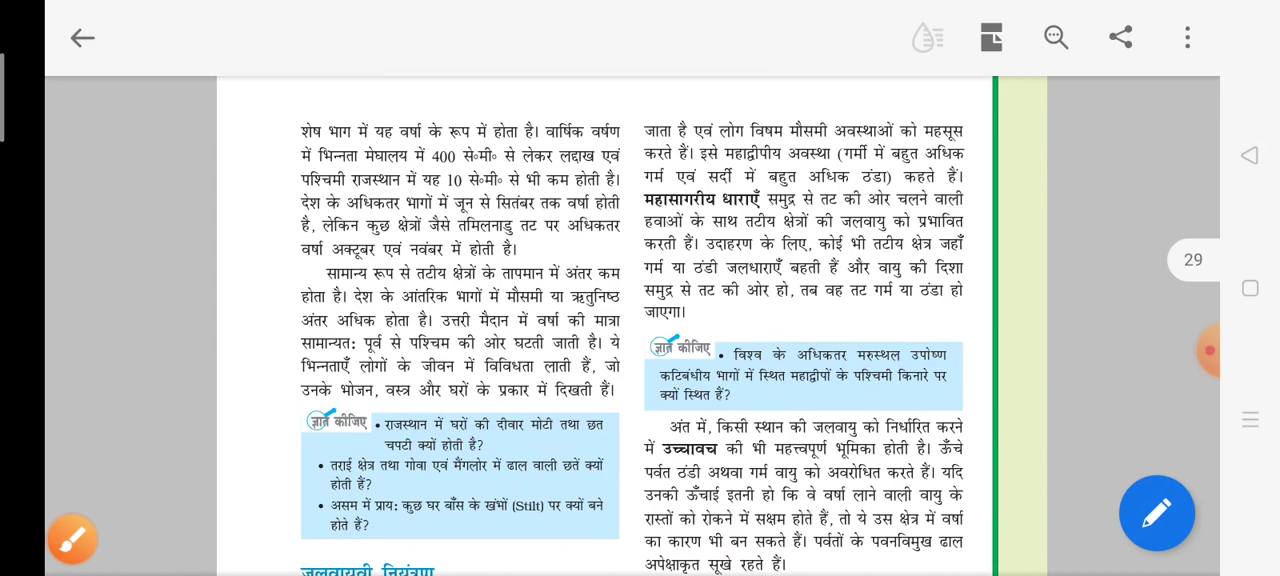 शेष भाग में यह वर्षा के रूप में होता है। वार्षिक वर्षण
में भिन्नता मेघालय में 400 से॰मी॰ से लेकर लद्दाख एवं
पश्चिमी राजस्थान में यह 10 से॰मी॰ से भी कम होती है।
देश के अधिकतर भागों में जून से सितंबर तक वर्षा होती
है, लेकिन कुछ क्षेत्रों जैसे तमिलनाडु तट पर अधिकतर
वर्षा अक्टूबर एवं नवंबर में होती है।
सामान्य रूप से तटीय क्षेत्रों के तापमान में अंतर कम
होता है। देश के आंतरिक भागों में मौसमी या ऋतुनिष्ठ
अंतर अधिक होता है। उत्तरी मैदान में वर्षा की मात्रा
सामान्यत: पूर्व से पश्चिम की ओर घटती जाती है। ये
भिन्नताएँ लोगों के जीवन में विविधता लाती हैं, जो
उनके भोजन, वस्त्र और घरों के प्रकार में दिखती हैं।
ज्ञात कीजिए • राजस्थान में घरों की दीवार मोटी तथा छत
चपटी क्यों होती है?
• तराई क्षेत्र तथा गोवा एवं मैंगलोर में ढाल वाली छतें क्यों
होती हैं?
• असम में प्राय: कुछ घर बाँस के खंभों (Stilt) पर क्यों बने
होते हैं?
जलवायवी नियंत्रण
जाता है एवं लोग विषम मौसमी अवस्थाओं को महसूस
करते हैं। इसे महाद्वीपीय अवस्था (गर्मी में बहुत अधिक
गर्म एवं सर्दी में बहुत अधिक ठंडा) कहते हैं।
महासागरीय धाराएँ समुद्र से तट की ओर चलने वाली
हवाओं के साथ तटीय क्षेत्रों की जलवायु को प्रभावित
करती हैं। उदाहरण के लिए, कोई भी तटीय क्षेत्र जहाँ
गर्म या ठंडी जलधाराएँ बहती हैं और वायु की दिशा
समुद्र से तट की ओर हो, तब वह तट गर्म या ठंडा हो
जाएगा।
ज्ञात कीजिए • विश्व के अधिकतर मरुस्थल उपोष्ण
कटिबंधीय भागों में स्थित महाद्वीपों के पश्चिमी किनारे पर
क्यों स्थित हैं?
अंत में, किसी स्थान की जलवायु को निर्धारित करने
में उच्चावच की भी महत्त्वपूर्ण भूमिका होती है। ऊँचे
पर्वत ठंडी अथवा गर्म वायु को अवरोधित करते हैं। यदि
उनकी ऊँचाई इतनी हो कि वे वर्षा लाने वाली वायु के
रास्तों को रोकने में सक्षम होते हैं, तो ये उस क्षेत्र में वर्षा
का कारण भी बन सकते हैं। पर्वतों के पवनविमुख ढाल
अपेक्षाकृत सूखे रहते हैं।
29